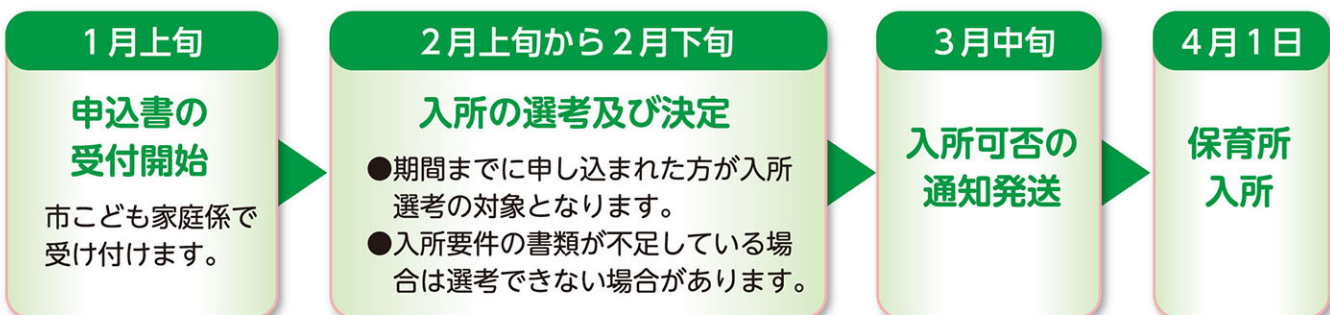 1月上旬
申込書の
受付開始
市こども家庭係で
受け付けます。
2月上旬から2月下旬
入所の選考及び決定
●期間までに申し込まれた方が入所
選考の対象となります。
●入所要件の書類が不足している場
合は選考できない場合があります。
3月中旬
入所可否の
通知発送
4月1日
保育所
入所